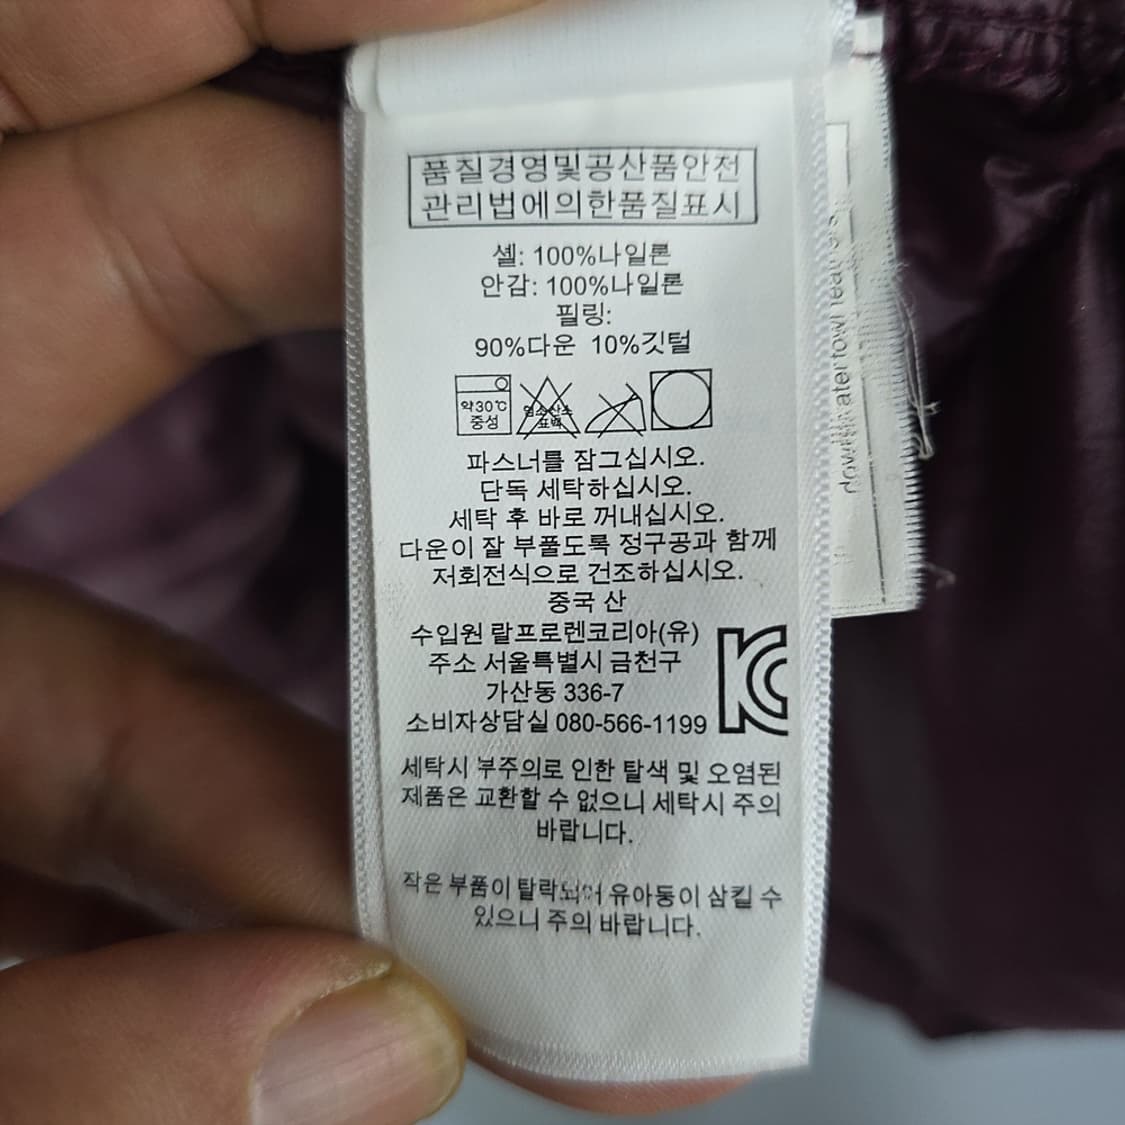 품질경영및공산품안전
관리법에의한품질표시
셸: 100%나일론
안감: 100%나일론
필링:
90%다운 10%깃털
약30℃
중성
염소산소
표백
파스너를 잠그십시오.
단독 세탁하십시오.
세탁 후 바로 꺼내십시오.
다운이 잘 부풀도록 정구공과 함께
저회전식으로 건조하십시오.
중국 산
수입원 랄프로렌코리아(유)
주소 서울특별시 금천구
가산동 336-7
소비자상담실 080-566-1199
세탁시 부주의로 인한 탈색 및 오염된
제품은 교환할 수 없으니 세탁시 주의
바랍니다.
작은 부품이 탈락되어 유아등이 삼킬 수
있으니 주의 바랍니다.